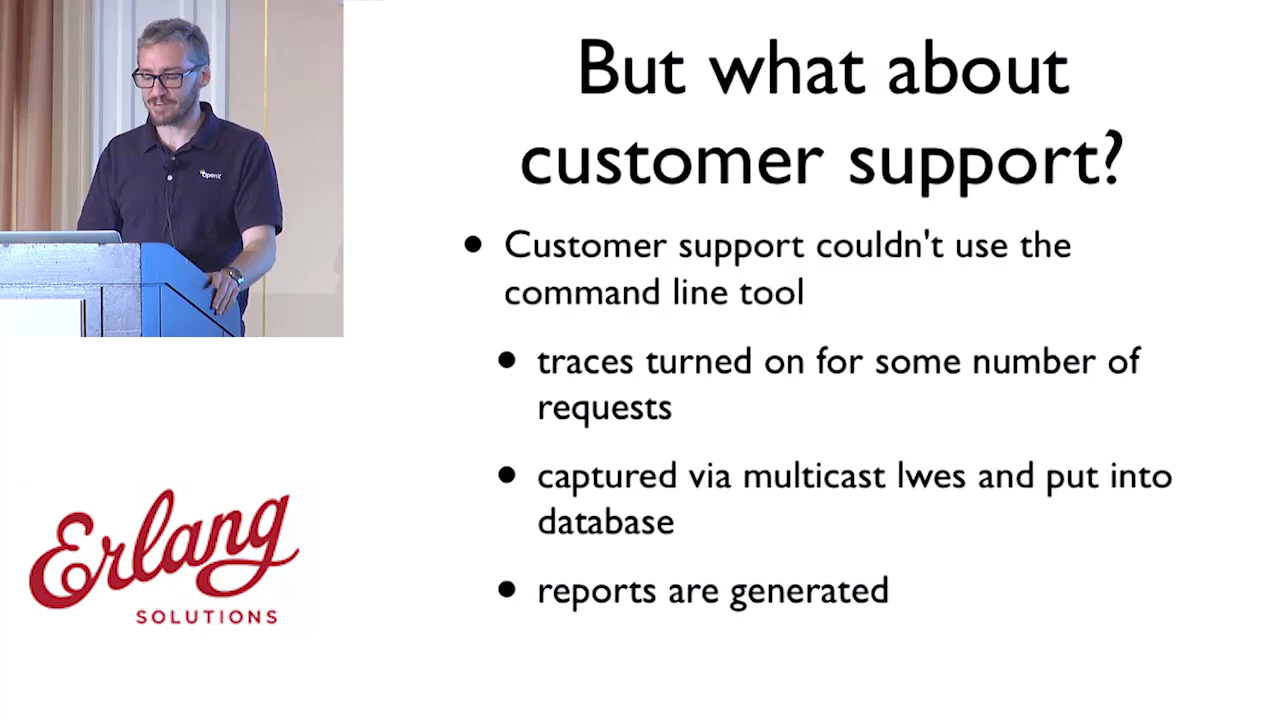 But what about
customer support?
• Customer support couldn't use the
command line tool
• traces turned on for some number of
requests
• captured via multicast lwes and put into
database
• reports are generated
OpenX
Erlang
SOLUTIONS